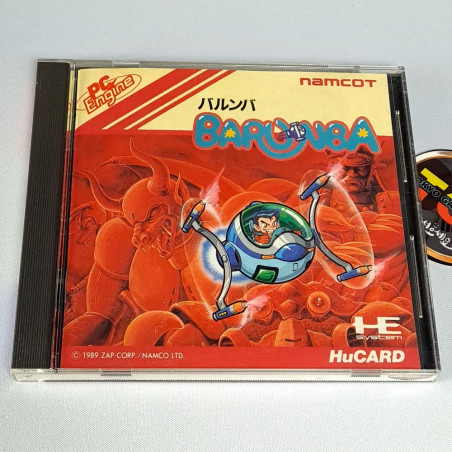 PC
Engine
namcot
バルンバ
BARUNBA
© 1989 ZAP CORP. / NAMCO LTD.
HE
SYSTEM
HuCARD